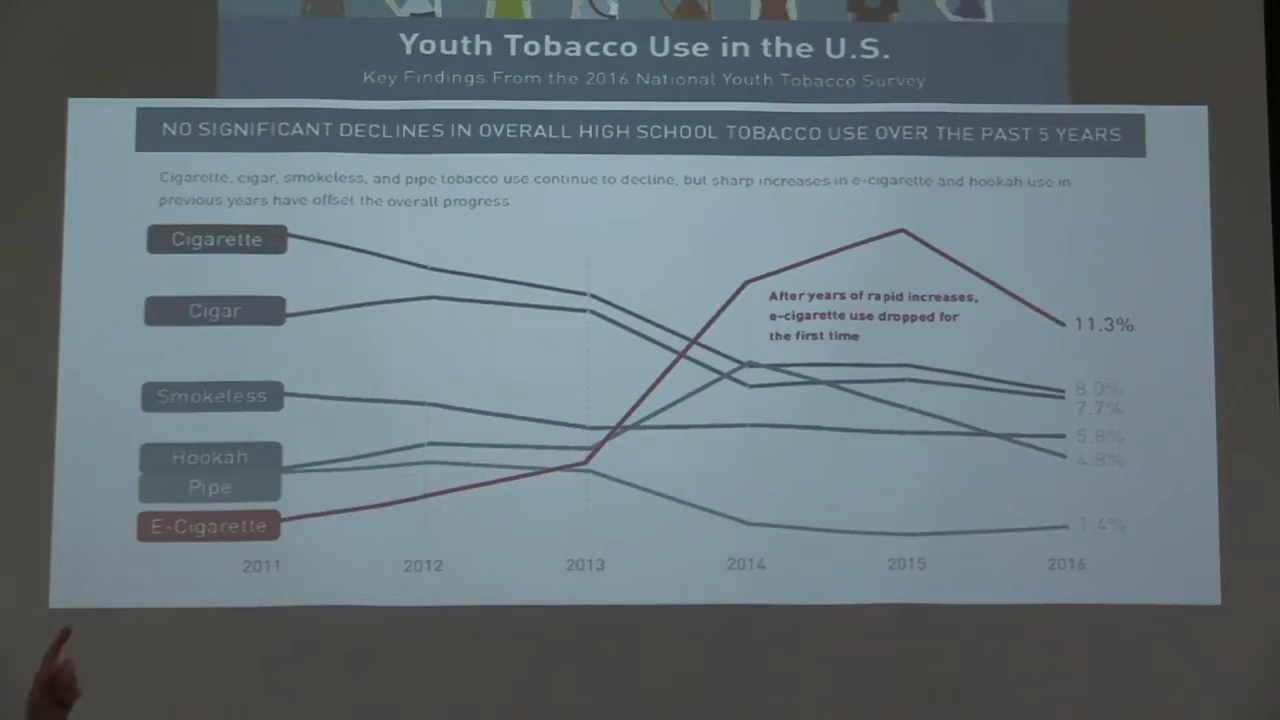 Youth Tobacco Use in the U.S.
Key Findings From the 2016 National Youth Tobacco Survey
NO SIGNIFICANT DECLINES IN OVERALL HIGH SCHOOL TOBACCO USE OVER THE PAST 5 YEARS
Cigarette, cigar, smokeless, and pipe tobacco use continue to decline, but sharp increases in e-cigarette and hookah use in
previous years have offset the overall progress.
Cigarette
Cigar
Smokeless
Hookah
Pipe
E-Cigarette
After years of rapid increases,
e-cigarette use dropped for
the first time
11.3%
8.0%
7.7%
5.8%
4.8%
1.4%
2011 2012 2013 2014 2015 2016